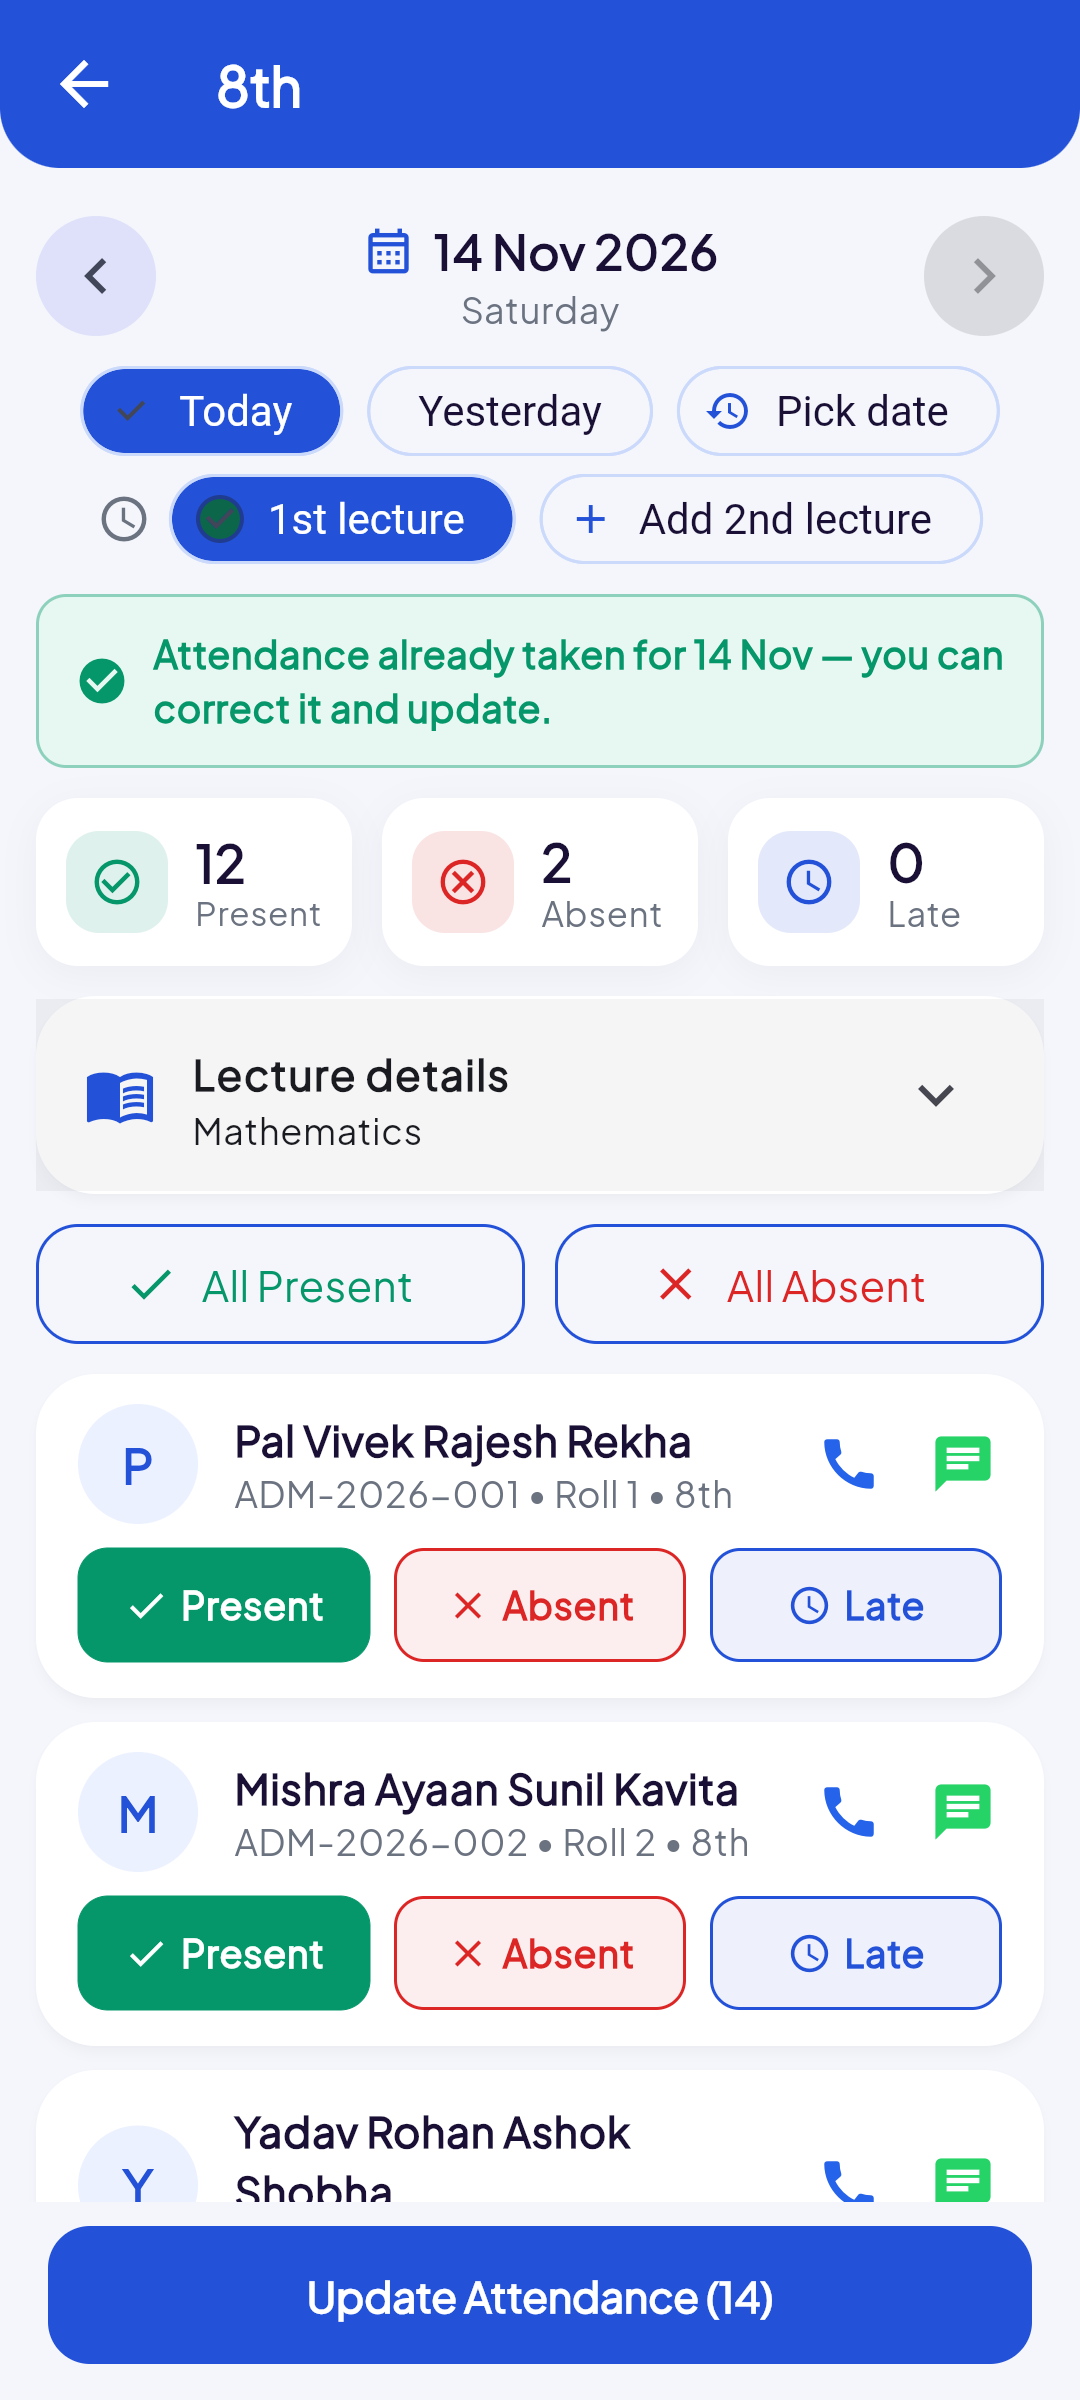 8th
14 Nov 2026
Saturday
Today
Yesterday
Pick date
1st lecture
Add 2nd lecture
Attendance already taken for 14 Nov — you can
correct it and update.
12
Present
2
Absent
0
Late
Lecture details
Mathematics
All Present
All Absent
P
Pal Vivek Rajesh Rekha
ADM-2026-001 • Roll 1 • 8th
Present
Absent
Late
M
Mishra Ayaan Sunil Kavita
ADM-2026-002 • Roll 2 • 8th
Present
Absent
Late
Y
Yadav Rohan Ashok
Shobha
Update Attendance (14)